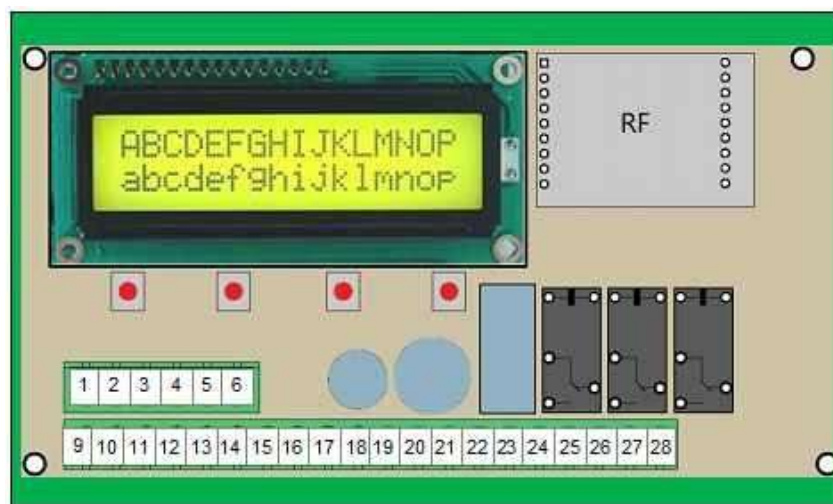 ABCDEFGHIJKLMNOP
abcdefghijklmnop
RF
1 2 3 4 5 6
9 10 11 12 13 14 15 16 17 18 19 20 21 22 23 24 25 26 27 28